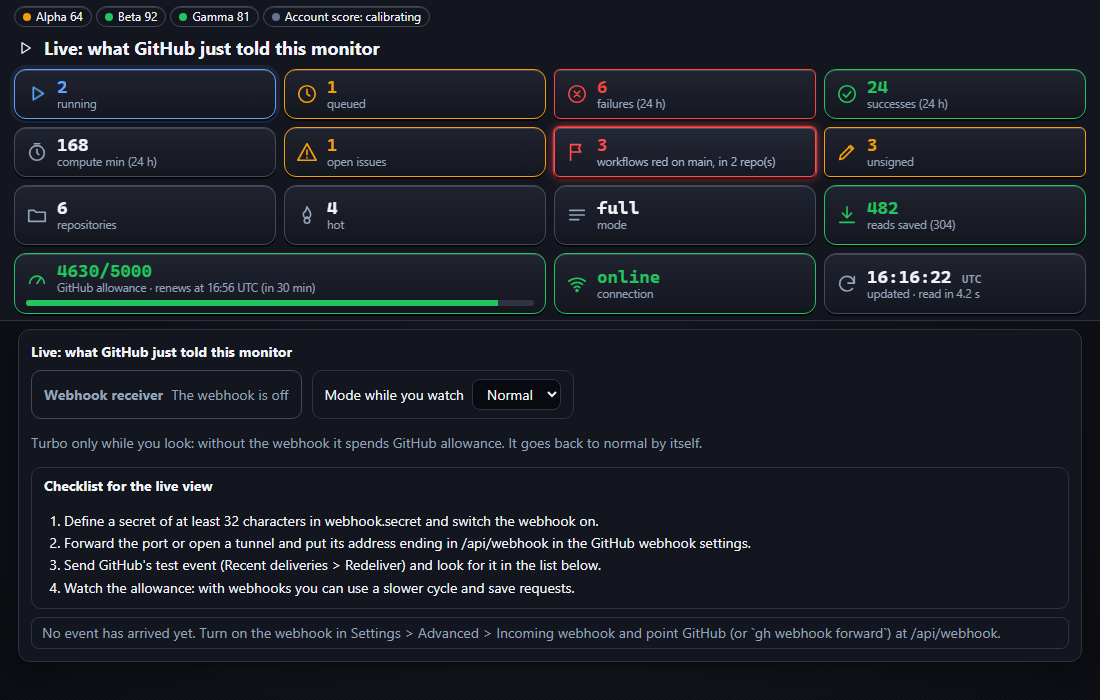 Alpha 64 Beta 92 Gamma 81 Account score: calibrating
Live: what GitHub just told this monitor
2
running
1
queued
6
failures (24 h)
24
successes (24 h)
168
compute min (24 h)
1
open issues
3
workflows red on main, in 2 repo(s)
3
unsigned
6
repositories
4
hot
full
mode
482
reads saved (304)
4630/5000
GitHub allowance · renews at 16:56 UTC (in 30 min)
online
connection
16:16:22 UTC
updated · read in 4.2 s
Live: what GitHub just told this monitor
Webhook receiver The webhook is off
Mode while you watch Normal
Turbo only while you look: without the webhook it spends GitHub allowance. It goes back to normal by itself.
Checklist for the live view
1. Define a secret of at least 32 characters in webhook.secret and switch the webhook on.
2. Forward the port or open a tunnel and put its address ending in /api/webhook in the GitHub webhook settings.
3. Send GitHub's test event (Recent deliveries > Redeliver) and look for it in the list below.
4. Watch the allowance: with webhooks you can use a slower cycle and save requests.
No event has arrived yet. Turn on the webhook in Settings > Advanced > Incoming webhook and point GitHub (or `gh webhook forward`) at /api/webhook.